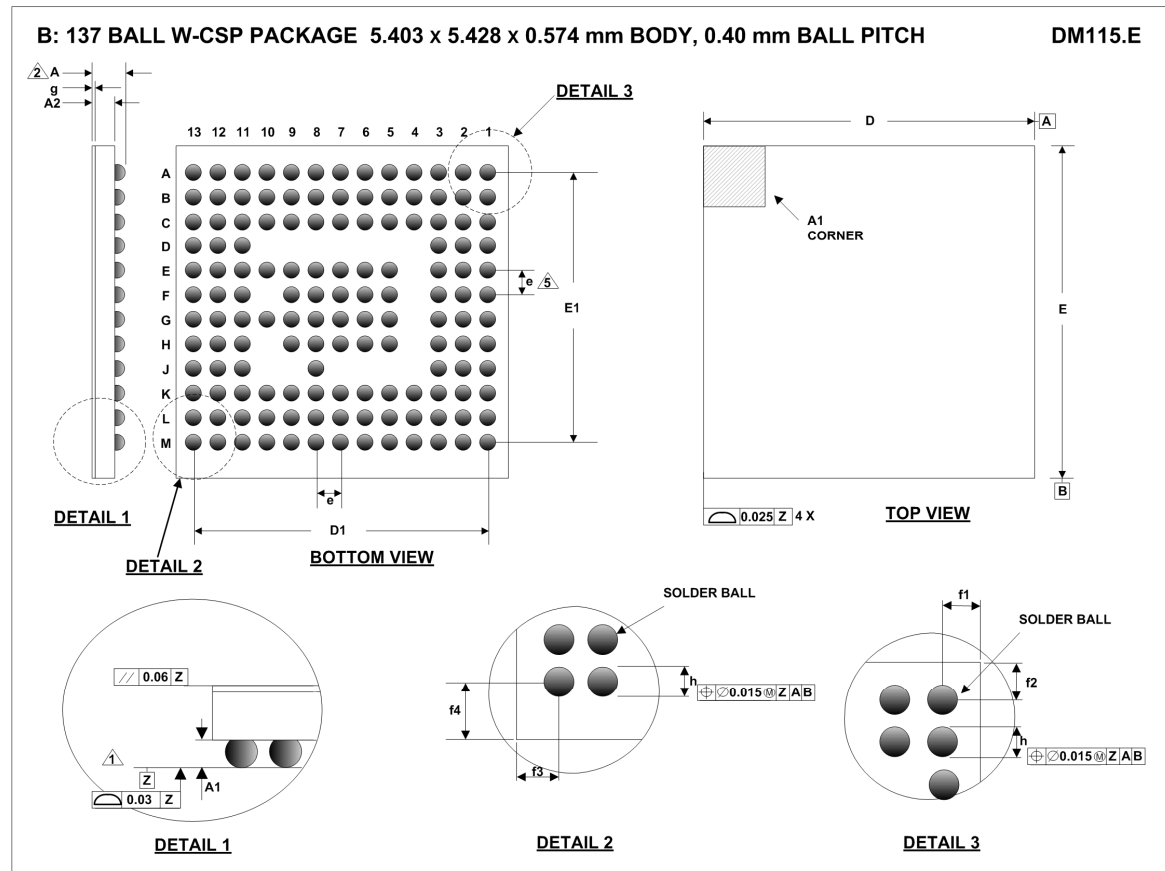 B: 137 BALL W-CSP PACKAGE 5.403 X 5.428 X 0.574 mm BODY, 0.40 mm BALL PITCH DM115.E
2 A
g
A2
DETAIL 3
13 12 11 10 9 8 7 6 5 4 3 2 1
A
B
C
D
E
F
G
H
J
K
L
M
e 5
E1
e
D1
DETAIL 1
DETAIL 2
BOTTOM VIEW
D
A
A1
CORNER
E
B
0.025 Z 4 X
TOP VIEW
// 0.06 Z
1
Z
A1
0.03 Z
DETAIL 1
SOLDER BALL
h
⌖ ∅0.015 Ⓜ Z A B
f4
f3
DETAIL 2
f1
SOLDER BALL
f2
h
⌖ ∅0.015 Ⓜ Z A B
DETAIL 3